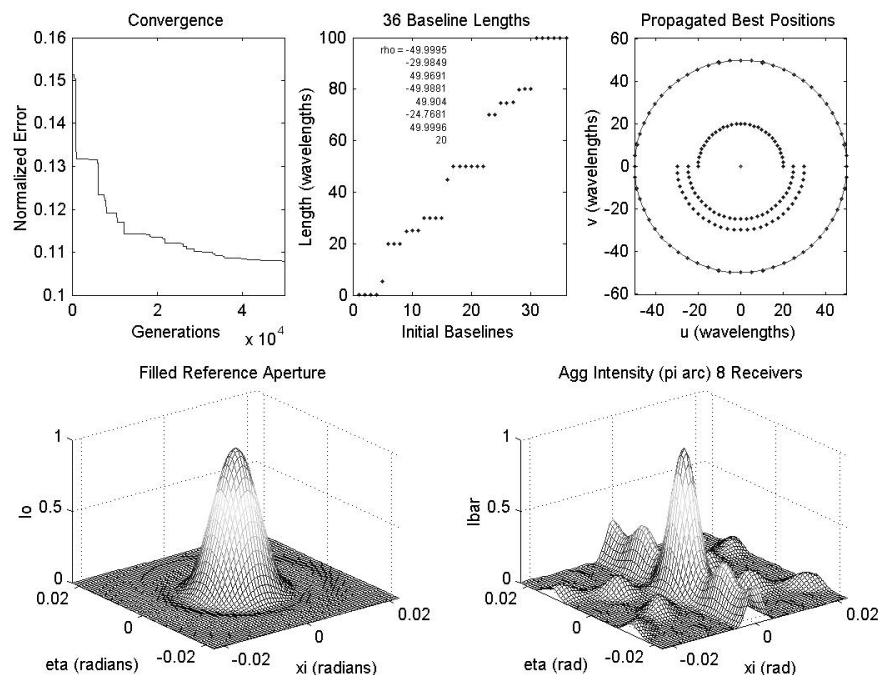 Convergence
0.16
0.15
0.14
0.13
0.12
0.11
0.1
Normalized Error
0 2 4
Generations
x 10^4
36 Baseline Lengths
100
80
60
40
20
0
Length (wavelengths)
rho = -49.9995
-29.9849
49.9691
-49.9881
49.904
-24.7681
49.9996
20
0 10 20 30
Initial Baselines
Propagated Best Positions
60
40
20
0
-20
-40
-60
v (wavelengths)
-40 -20 0 20 40
u (wavelengths)
Filled Reference Aperture
1
0.5
0
Io
0.02
0
-0.02
eta (radians)
-0.02
0
0.02
xi (radians)
Agg Intensity (pi arc) 8 Receivers
1
0.5
0
Ibar
0.02
0
-0.02
eta (rad)
-0.02
0
0.02
xi (rad)